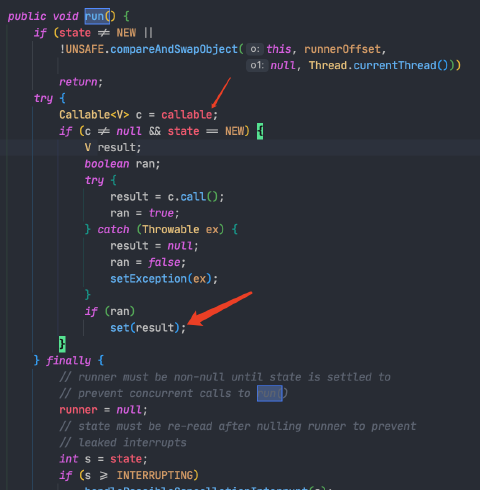 public void run() {
if (state ≠ NEW ||
!UNSAFE.compareAndSwapObject( o: this, runnerOffset,
o1: null, Thread.currentThread()))
return;
try {
Callable<V> c = callable;
if (c ≠ null && state == NEW) {
V result;
boolean ran;
try {
result = c.call();
ran = true;
} catch (Throwable ex) {
result = null;
ran = false;
setException(ex);
}
if (ran)
set(result);
}
} finally {
// runner must be non-null until state is settled to
// prevent concurrent calls to run()
runner = null;
// state must be re-read after nulling runner to prevent
// leaked interrupts
int s = state;
if (s ⩾ INTERRUPTING)